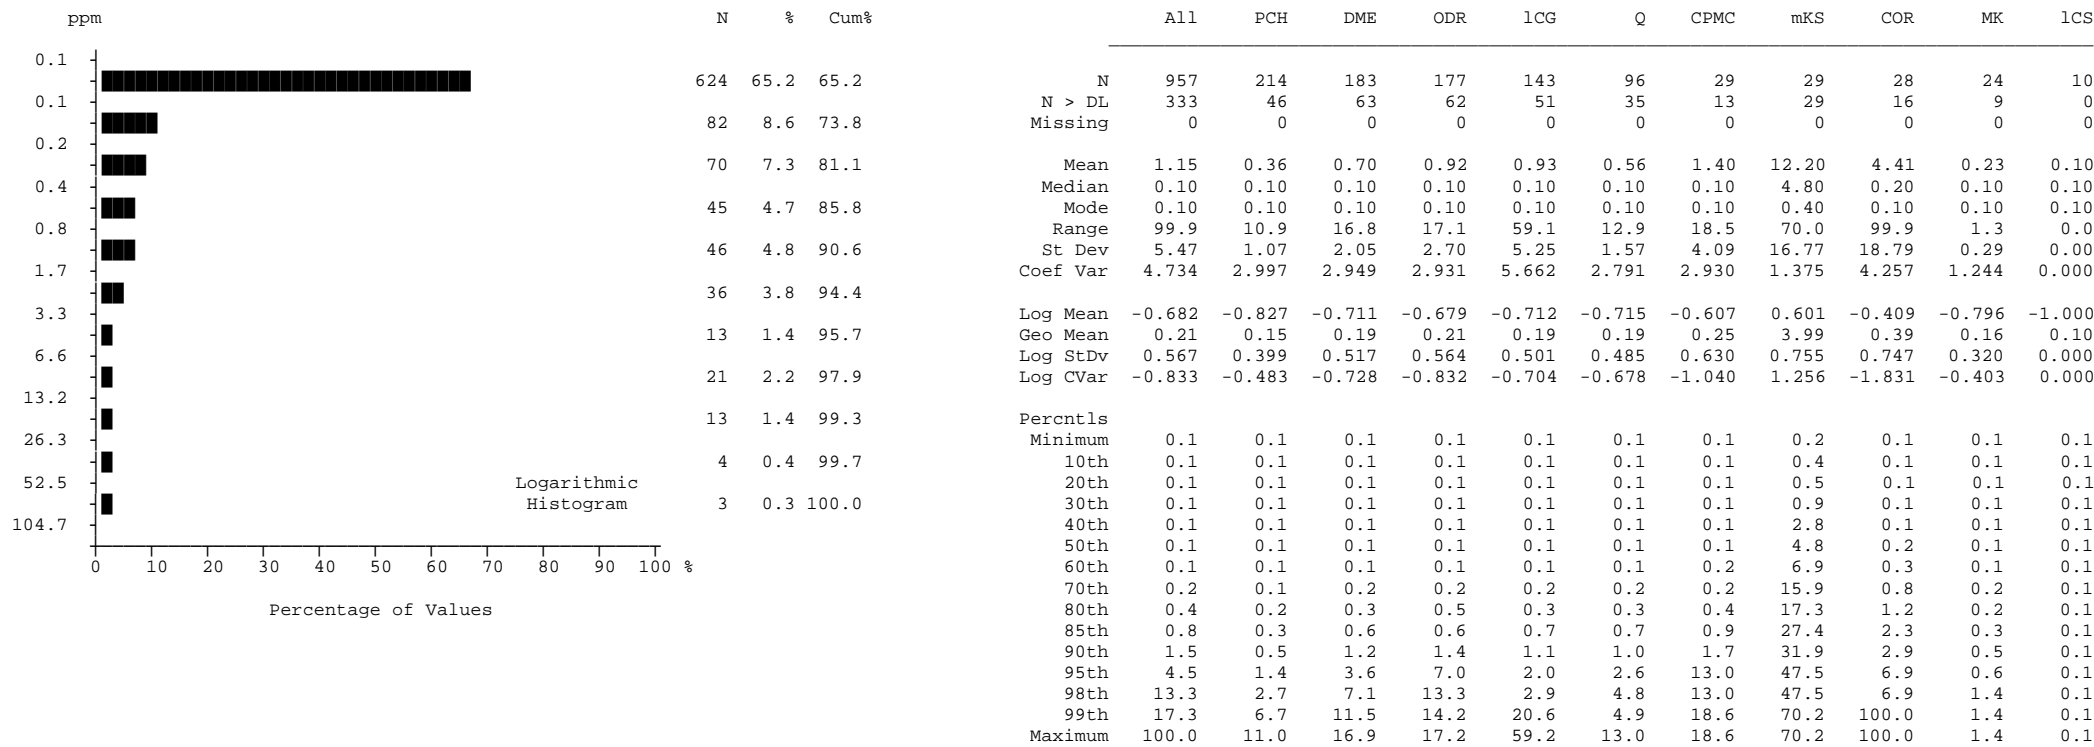 ppm N % Cum%
0.1
624 65.2 65.2
0.1
82 8.6 73.8
0.2
70 7.3 81.1
0.4
45 4.7 85.8
0.8
46 4.8 90.6
1.7
36 3.8 94.4
3.3
13 1.4 95.7
6.6
21 2.2 97.9
13.2
13 1.4 99.3
26.3
4 0.4 99.7
52.5 Logarithmic
Histogram 3 0.3 100.0
104.7
0 10 20 30 40 50 60 70 80 90 100 %
Percentage of Values
All PCH DME ODR lCG Q CPMC mKS COR MK lCS
N 957 214 183 177 143 96 29 29 28 24 10
N > DL 333 46 63 62 51 35 13 29 16 9 0
Missing 0 0 0 0 0 0 0 0 0 0 0
Mean 1.15 0.36 0.70 0.92 0.93 0.56 1.40 12.20 4.41 0.23 0.10
Median 0.10 0.10 0.10 0.10 0.10 0.10 0.10 4.80 0.20 0.10 0.10
Mode 0.10 0.10 0.10 0.10 0.10 0.10 0.10 0.40 0.10 0.10 0.10
Range 99.9 10.9 16.8 17.1 59.1 12.9 18.5 70.0 99.9 1.3 0.0
St Dev 5.47 1.07 2.05 2.70 5.25 1.57 4.09 16.77 18.79 0.29 0.00
Coef Var 4.734 2.997 2.949 2.931 5.662 2.791 2.930 1.375 4.257 1.244 0.000
Log Mean -0.682 -0.827 -0.711 -0.679 -0.712 -0.715 -0.607 0.601 -0.409 -0.796 -1.000
Geo Mean 0.21 0.15 0.19 0.21 0.19 0.19 0.25 3.99 0.39 0.16 0.10
Log StDv 0.567 0.399 0.517 0.564 0.501 0.485 0.630 0.755 0.747 0.320 0.000
Log CVar -0.833 -0.483 -0.728 -0.832 -0.704 -0.678 -1.040 1.256 -1.831 -0.403 0.000
Percntls
Minimum 0.1 0.1 0.1 0.1 0.1 0.1 0.1 0.2 0.1 0.1 0.1
10th 0.1 0.1 0.1 0.1 0.1 0.1 0.1 0.4 0.1 0.1 0.1
20th 0.1 0.1 0.1 0.1 0.1 0.1 0.1 0.5 0.1 0.1 0.1
30th 0.1 0.1 0.1 0.1 0.1 0.1 0.1 0.9 0.1 0.1 0.1
40th 0.1 0.1 0.1 0.1 0.1 0.1 0.1 2.8 0.1 0.1 0.1
50th 0.1 0.1 0.1 0.1 0.1 0.1 0.1 4.8 0.2 0.1 0.1
60th 0.1 0.1 0.1 0.1 0.1 0.1 0.2 6.9 0.3 0.1 0.1
70th 0.2 0.1 0.2 0.2 0.2 0.2 0.2 15.9 0.8 0.2 0.1
80th 0.4 0.2 0.3 0.5 0.3 0.3 0.4 17.3 1.2 0.2 0.1
85th 0.8 0.3 0.6 0.6 0.7 0.7 0.9 27.4 2.3 0.3 0.1
90th 1.5 0.5 1.2 1.4 1.1 1.0 1.7 31.9 2.9 0.5 0.1
95th 4.5 1.4 3.6 7.0 2.0 2.6 13.0 47.5 6.9 0.6 0.1
98th 13.3 2.7 7.1 13.3 2.9 4.8 13.0 47.5 6.9 1.4 0.1
99th 17.3 6.7 11.5 14.2 20.6 4.9 18.6 70.2 100.0 1.4 0.1
Maximum 100.0 11.0 16.9 17.2 59.2 13.0 18.6 70.2 100.0 1.4 0.1